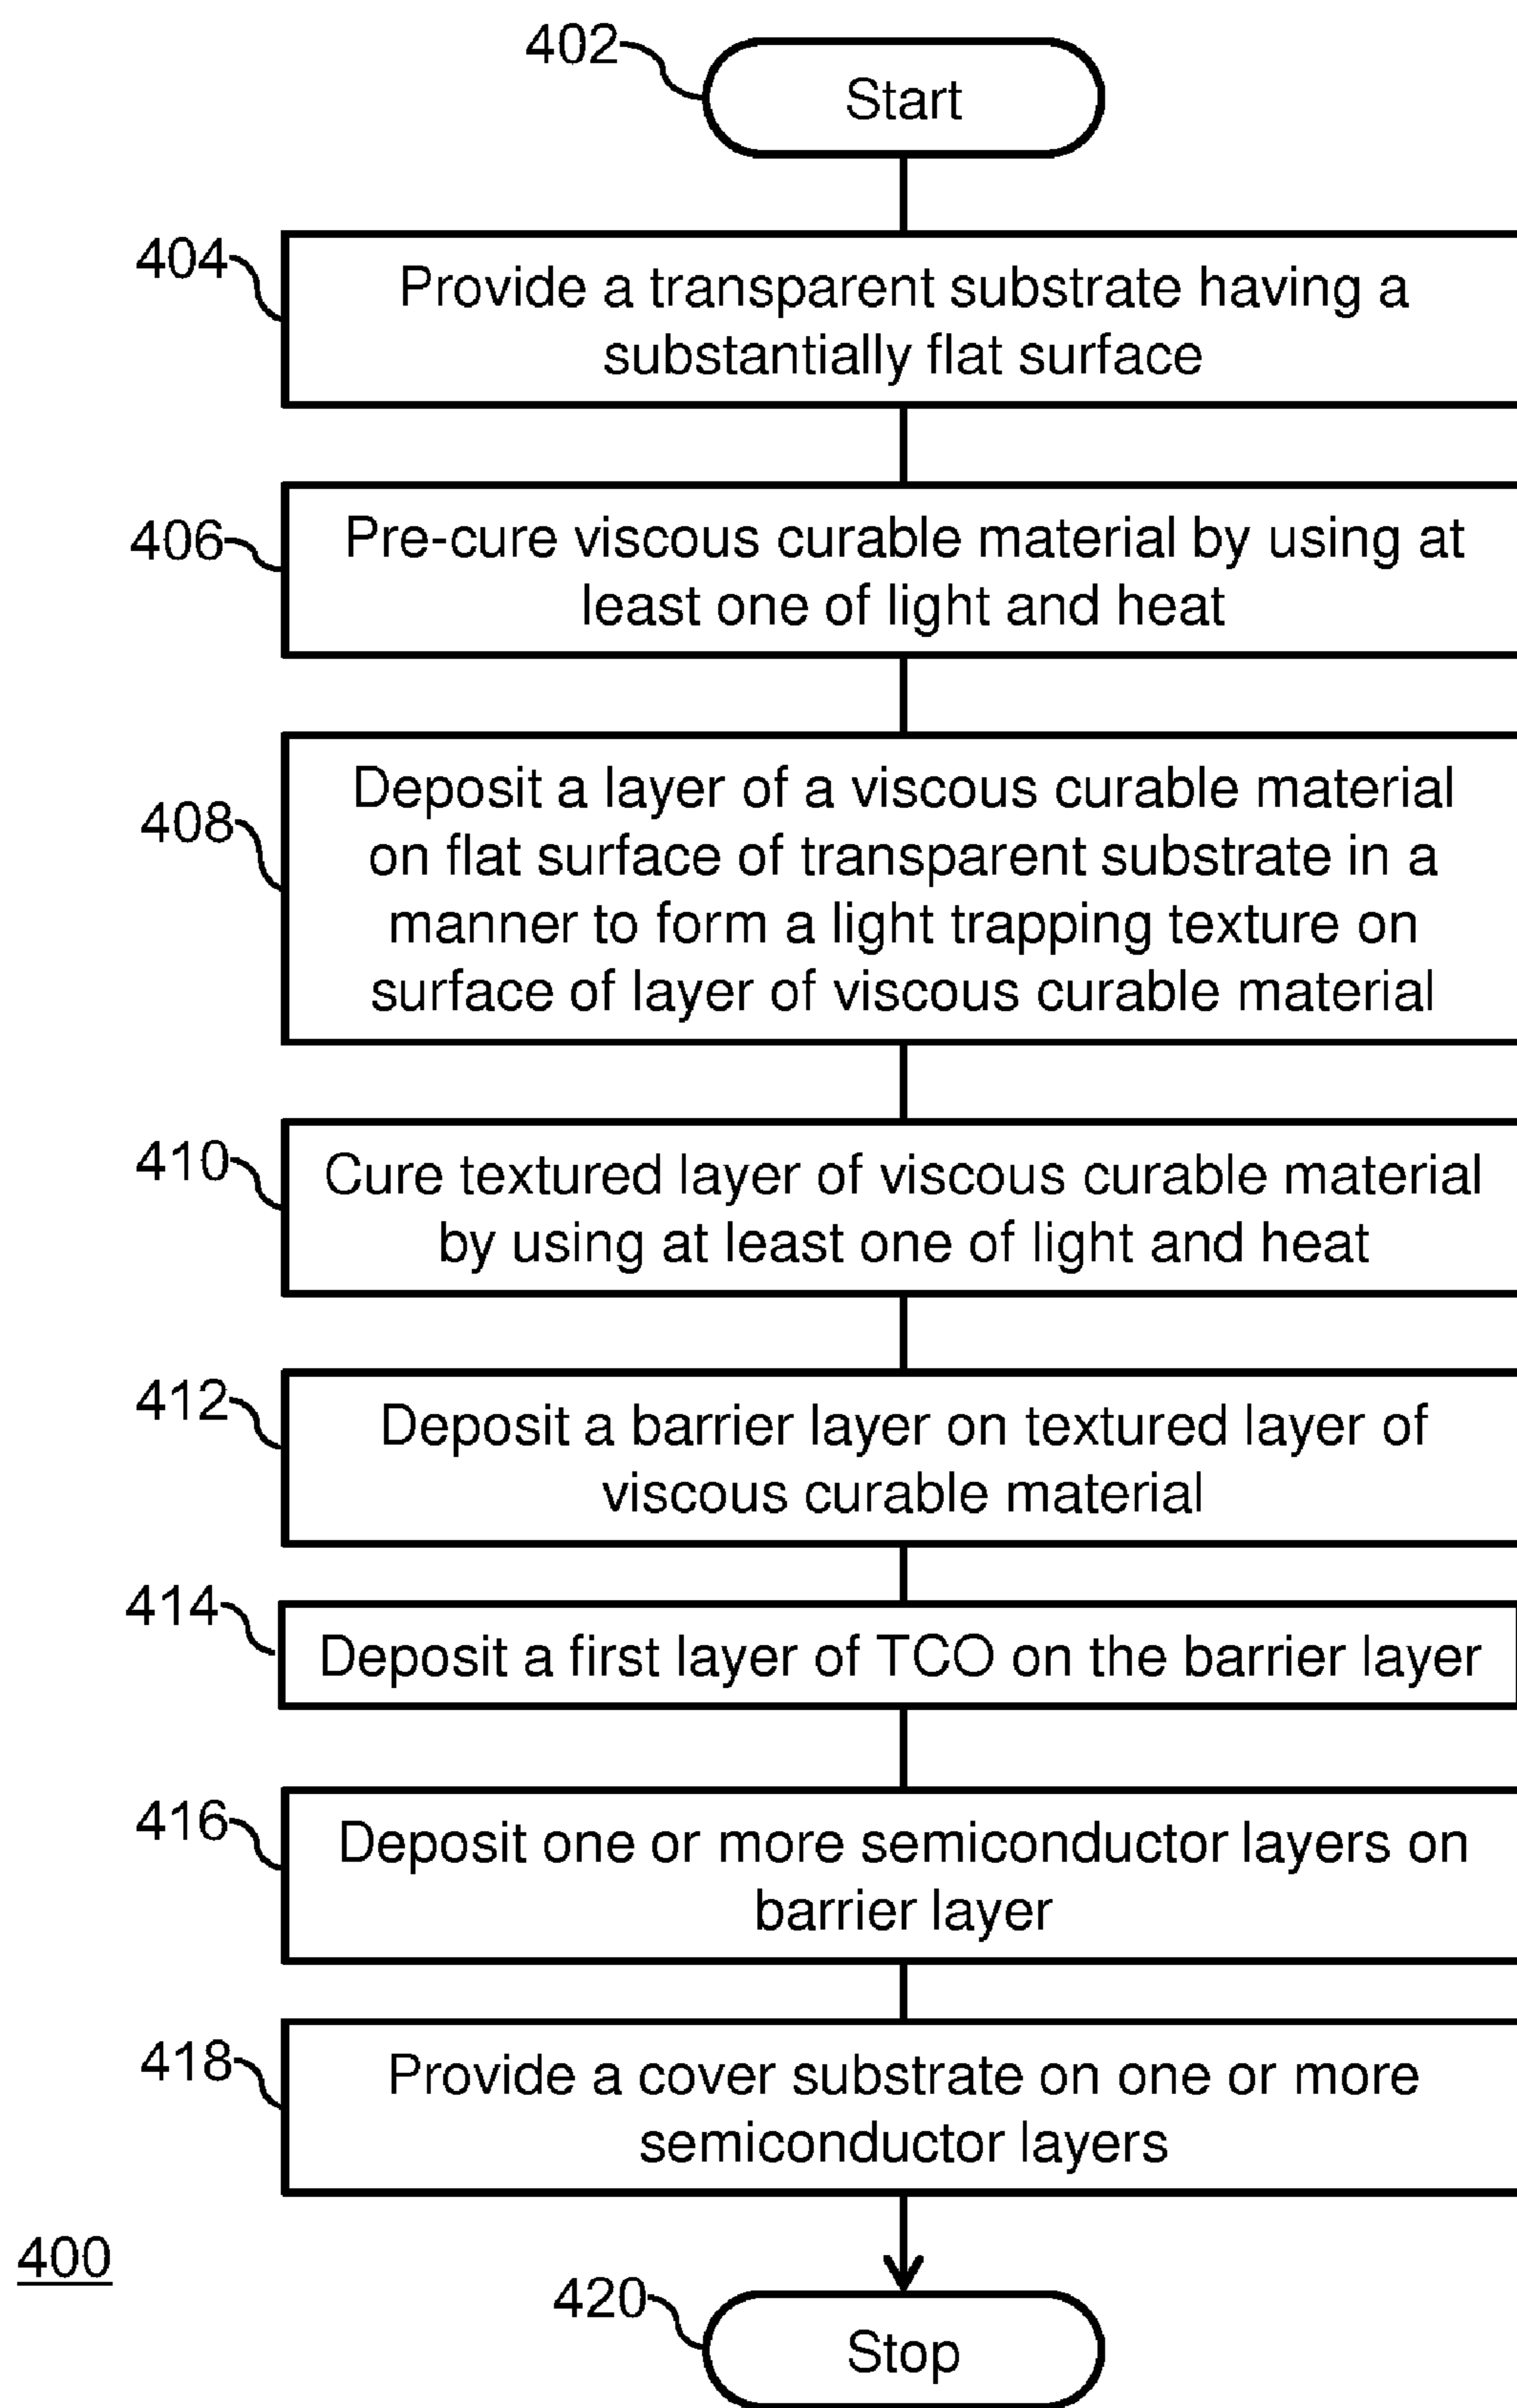 402
Start
404
Provide a transparent substrate having a
substantially flat surface
406
Pre-cure viscous curable material by using at
least one of light and heat
408
Deposit a layer of a viscous curable material
on flat surface of transparent substrate in a
manner to form a light trapping texture on
surface of layer of viscous curable material
410
Cure textured layer of viscous curable material
by using at least one of light and heat
412
Deposit a barrier layer on textured layer of
viscous curable material
414
Deposit a first layer of TCO on the barrier layer
416
Deposit one or more semiconductor layers on
barrier layer
418
Provide a cover substrate on one or more
semiconductor layers
400
420
Stop